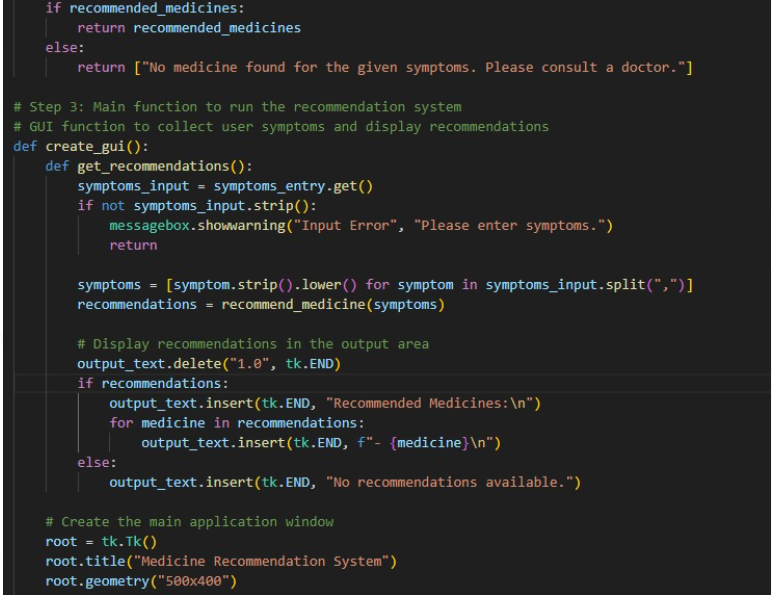 if recommended_medicines:
        return recommended_medicines
    else:
        return ["No medicine found for the given symptoms. Please consult a doctor."]

# Step 3: Main function to run the recommendation system
# GUI function to collect user symptoms and display recommendations
def create_gui():
    def get_recommendations():
        symptoms_input = symptoms_entry.get()
        if not symptoms_input.strip():
            messagebox.showwarning("Input Error", "Please enter symptoms.")
            return

        symptoms = [symptom.strip().lower() for symptom in symptoms_input.split(",")]
        recommendations = recommend_medicine(symptoms)

        # Display recommendations in the output area
        output_text.delete("1.0", tk.END)
        if recommendations:
            output_text.insert(tk.END, "Recommended Medicines:\n")
            for medicine in recommendations:
                output_text.insert(tk.END, f"- {medicine}\n")
        else:
            output_text.insert(tk.END, "No recommendations available.")

    # Create the main application window
    root = tk.Tk()
    root.title("Medicine Recommendation System")
    root.geometry("500x400")